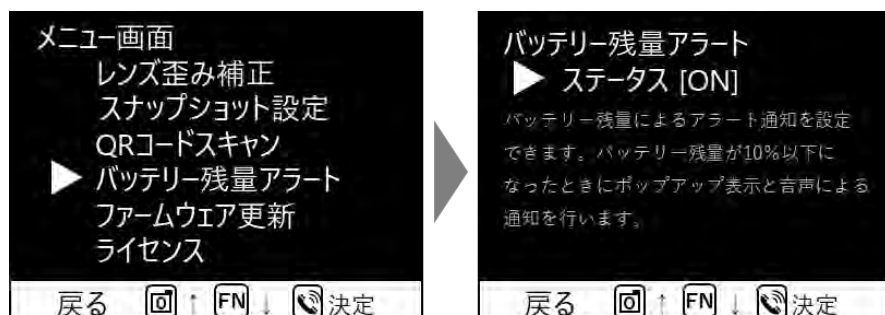 メニュー画面
レンズ歪み補正
スナップショット設定
QRコードスキャン
▶ バッテリー残量アラート
ファームウェア更新
ライセンス
戻る ↑ FN ↓ 決定
バッテリー残量アラート
▶ ステータス [ON]
バッテリー残量によるアラート通知を設定
できます。バッテリー残量が10%以下に
なったときにポップアップ表示と音声による
通知を行います。
戻る ↑ FN ↓ 決定